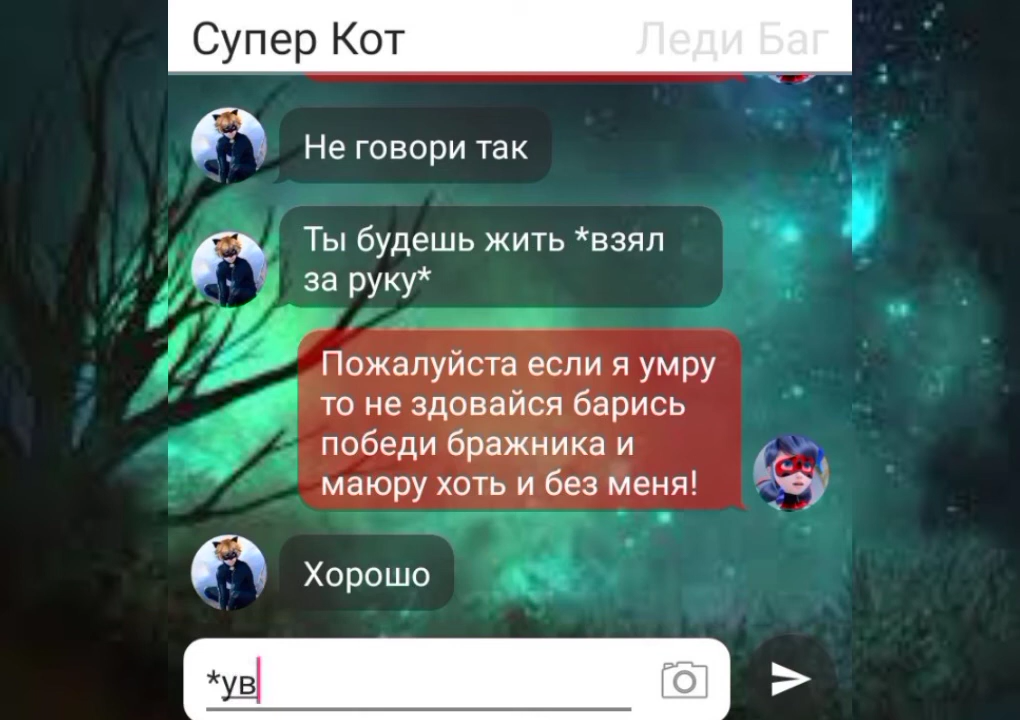 Супер Кот
Леди Баг
Не говори так
Ты будешь жить *взял
за руку*
Пожалуйста если я умру
то не здовайся барись
победи бражника и
маюру хоть и без меня!
Хорошо
*ув